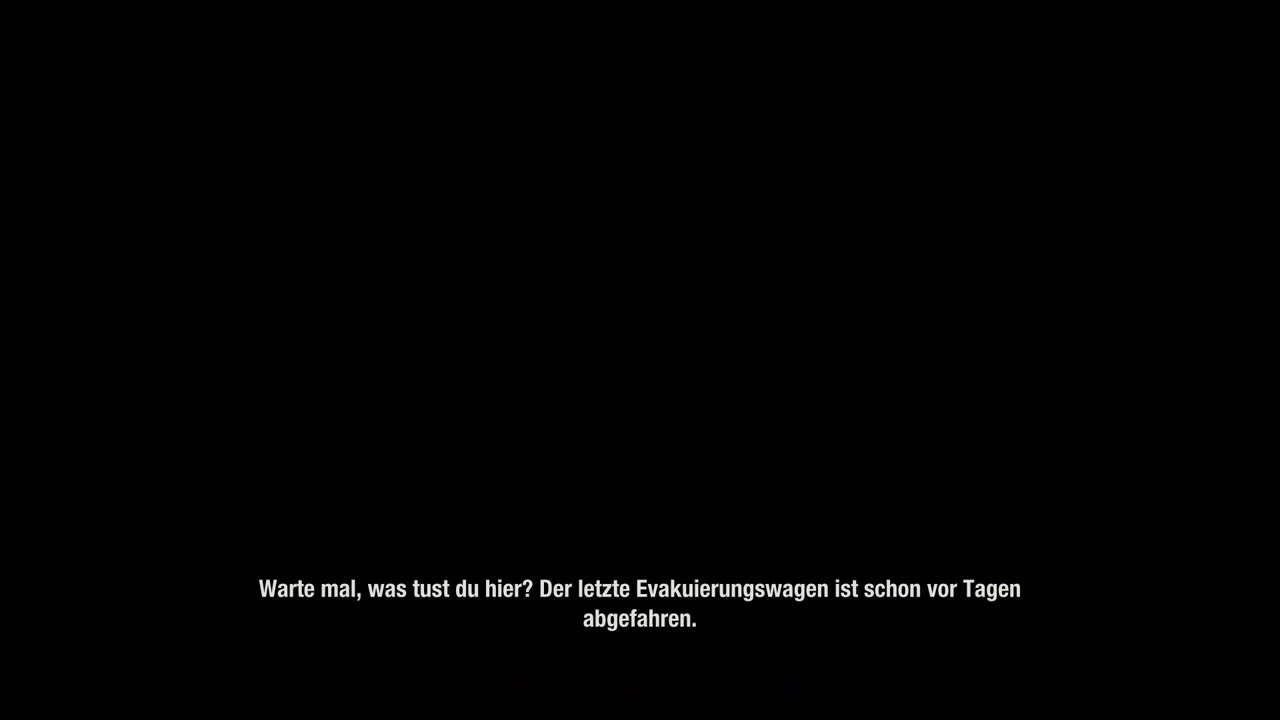 Warte mal, was tust du hier? Der letzte Evakuierungswagen ist schon vor Tagen
abgefahren.